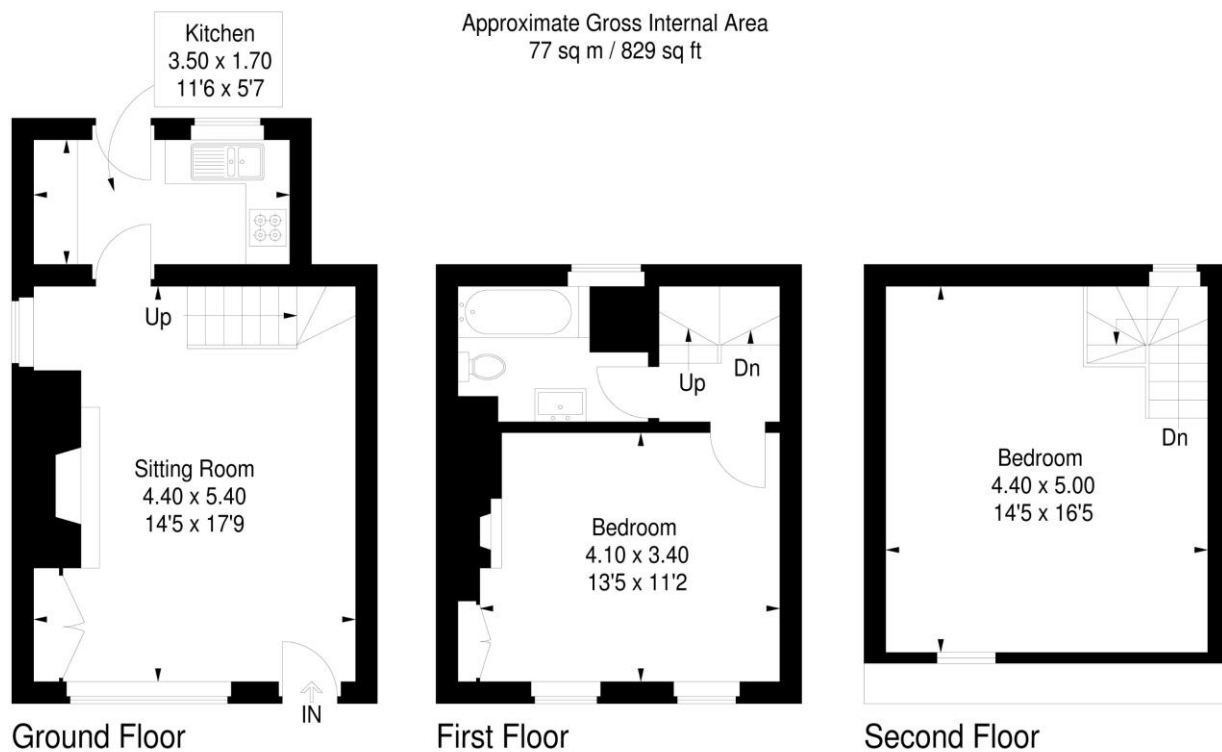 Approximate Gross Internal Area
77 sq m / 829 sq ft
Kitchen
3.50 x 1.70
11'6 x 5'7
Up
Sitting Room
4.40 x 5.40
14'5 x 17'9
IN
Ground Floor
Up
Dn
Bedroom
4.10 x 3.40
13'5 x 11'2
First Floor
Dn
Bedroom
4.40 x 5.00
14'5 x 16'5
Second Floor